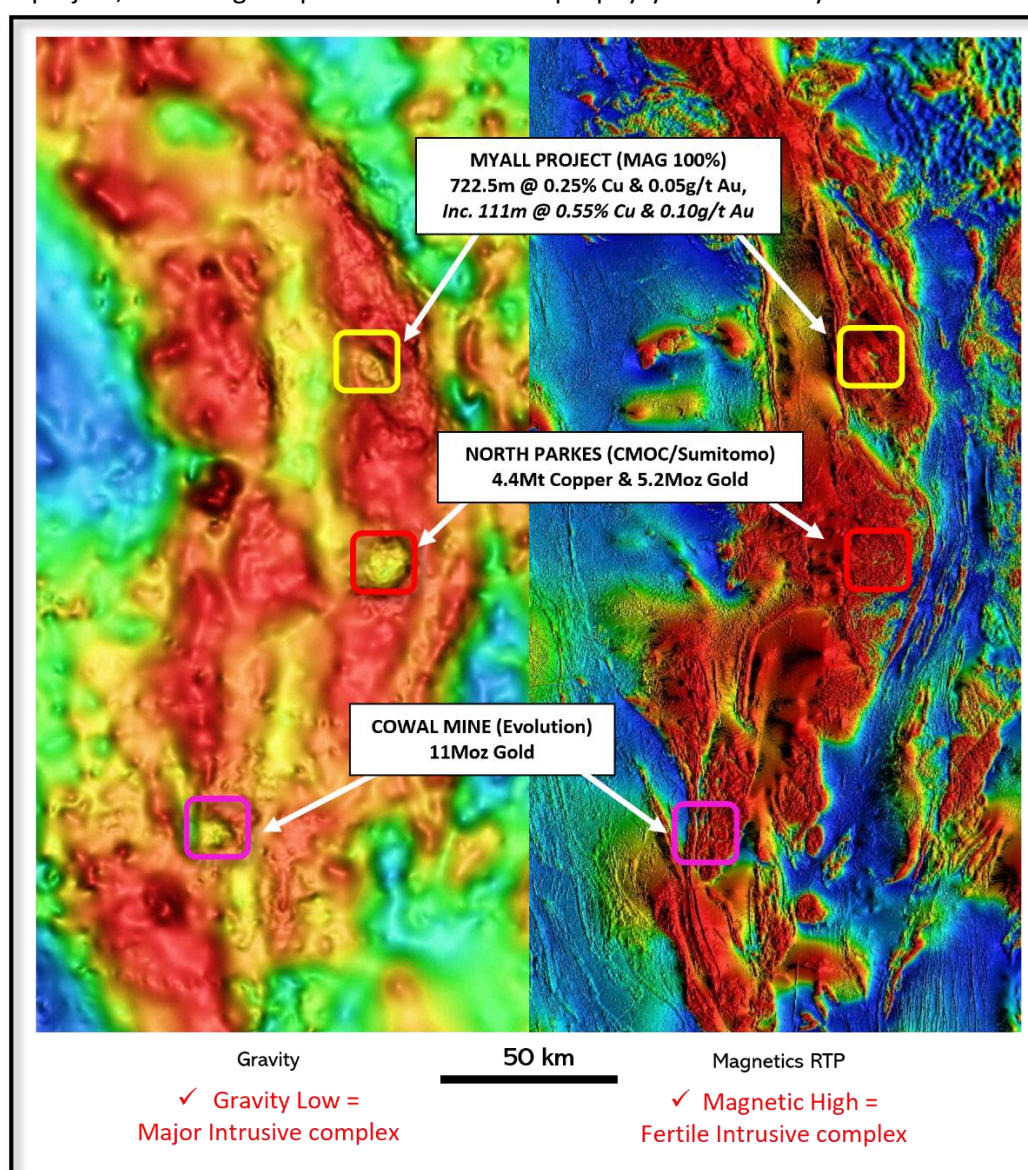 MYALL PROJECT (MAG 100%)
722.5m @ 0.25% Cu & 0.05g/t Au,
Inc. 111m @ 0.55% Cu & 0.10g/t Au
NORTH PARKES (CMOC/Sumitomo)
4.4Mt Copper & 5.2Moz Gold
COWAL MINE (Evolution)
11Moz Gold
Gravity
50 km
Magnetics RTP
✓ Gravity Low =
Major Intrusive complex
✓ Magnetic High =
Fertile Intrusive complex